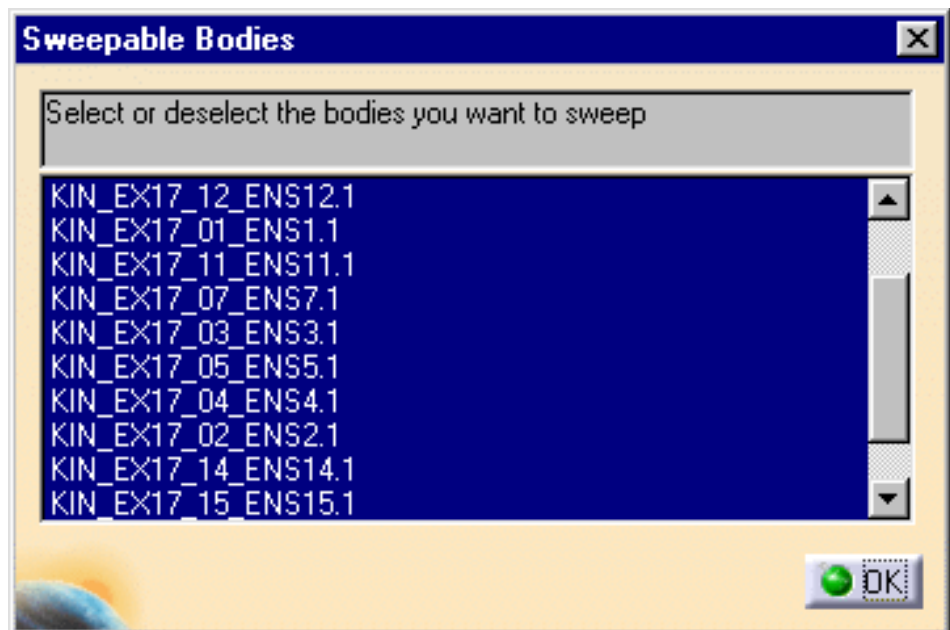 Sweepable Bodies
Select or deselect the bodies you want to sweep
KIN_EX17_12_ENS12.1
KIN_EX17_01_ENS1.1
KIN_EX17_11_ENS11.1
KIN_EX17_07_ENS7.1
KIN_EX17_03_ENS3.1
KIN_EX17_05_ENS5.1
KIN_EX17_04_ENS4.1
KIN_EX17_02_ENS2.1
KIN_EX17_14_ENS14.1
KIN_EX17_15_ENS15.1
OK